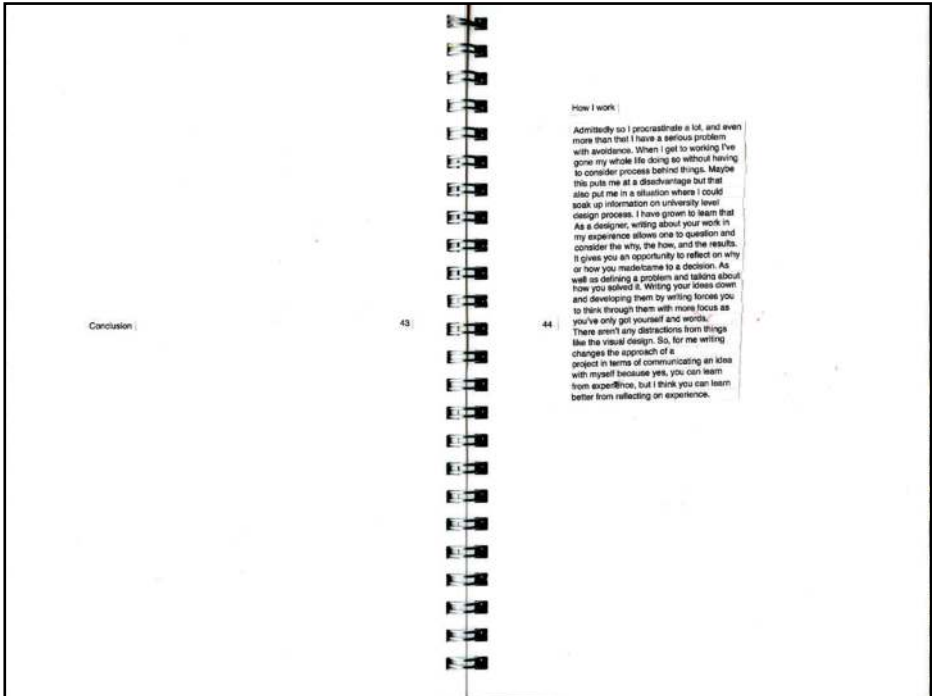 Conclusion
43
44
How I work
Admittedly so I procrastinate a lot, and even
more than that I have a serious problem
with avoidance. When I get to working I've
gone my whole life doing so without having
to consider process behind things. Maybe
this puts me at a disadvantage but that
also put me in a situation where I could
soak up information on university level
design process. I have grown to learn that
As a designer, writing about your work in
my expeirence allows one to question and
consider the why, the how, and the results.
It gives you an opportunity to reflect on why
or how you made/came to a decision. As
well as defining a problem and talking about
how you solved it. Writing your ideas down
and developing them by writing forces you
to think through them with more focus as
you've only got yourself and words.
There aren't any distractions from things
like the visual design. So, for me writing
changes the approach of a
project in terms of communicating an idea
with myself because yes, you can learn
from experience, but I think you can learn
better from reflecting on experience.